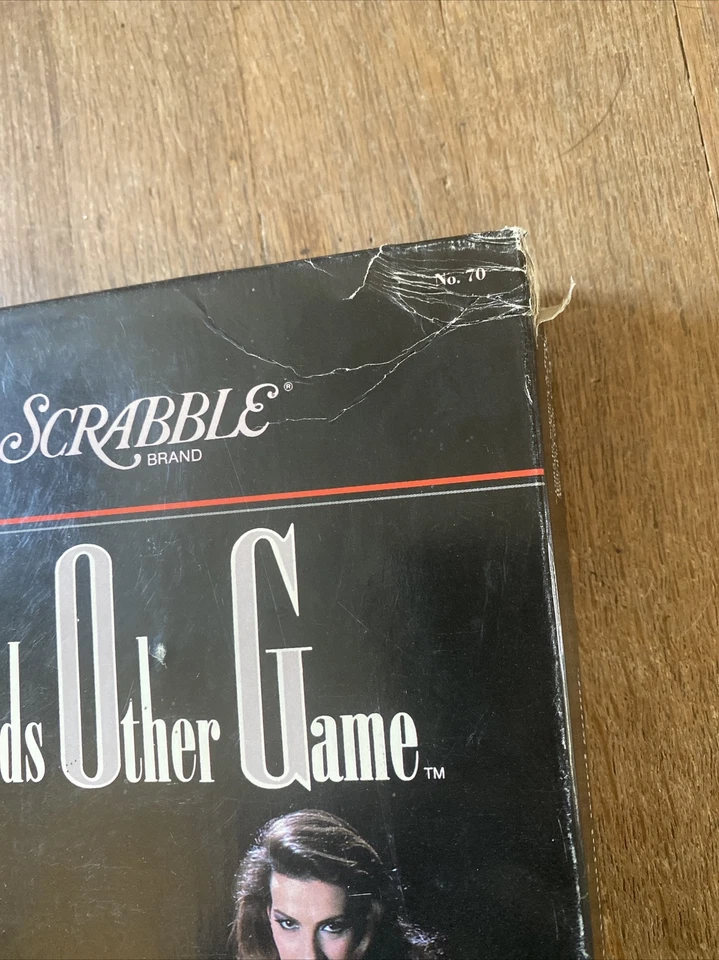 No. 70
SCRABBLE®
BRAND
ds Other Game™